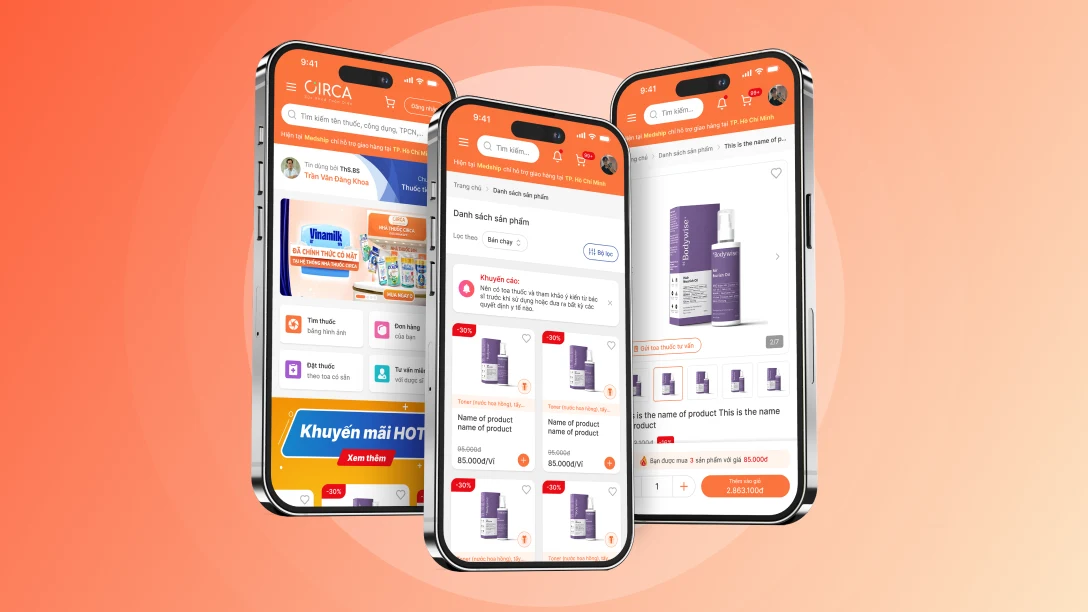 9:41
CIRCA
Đăng nhập
Tìm kiếm tên thuốc, công dụng, TPCN,...
Hiện tại Medship chỉ hỗ trợ giao hàng tại TP. Hồ Chí
Tin dùng bởi ThS.BS
Trần Văn Đăng Khoa
Thuốc
Vinamilk
ĐÃ CHÍNH THỨC CÓ MẶT
TẠI HỆ THỐNG NHÀ THUỐC CIRCA
CIRCA
NHÀ THUỐC CIRCA
MUA NGAY
Tìm thuốc
bằng hình ảnh
Đơn hàng
của bạn
Đặt thuốc
theo toa có sẵn
Tư vấn
với dược sĩ
Khuyến mãi HOT
Xem thêm
-30%
9:41
Tìm kiếm...
99+
Hiện tại Medship chỉ hỗ trợ giao hàng tại TP. Hồ Chí Minh
Trang chủ
Danh sách sản phẩm
Danh sách sản phẩm
Lọc theo
Bán chạy
Bộ lọc
Khuyến cáo:
Nên có toa thuốc và tham khảo ý kiến từ bác
sĩ trước khi sử dụng hoặc đưa ra bất kỳ các
quyết định y tế nào.
-30%
-30%
Toner (nước hoa hồng), tẩy...
Toner (nước hoa hồng), tẩy...
Name of product
name of product
Name of product
name of product
95.000đ
85.000đ/Vỉ
95.000đ
85.000đ/Vỉ
-30%
-30%
Toner (nước hoa hồng), tẩy...
Toner (nước hoa hồng), tẩy...
9:41
Tìm kiếm...
99+
tại Medship chỉ hỗ trợ giao hàng tại TP. Hồ Chí Minh
chủ
Danh sách sản phẩm
This is the name of p...
Bodywise
Bodywise
Gửi toa thuốc tư vấn
2/7
is the name of product This is the name
roduct
-30%
Bạn được mua 3 sản phẩm với giá 85.000đ
1
Thêm vào giỏ
2.863.100đ